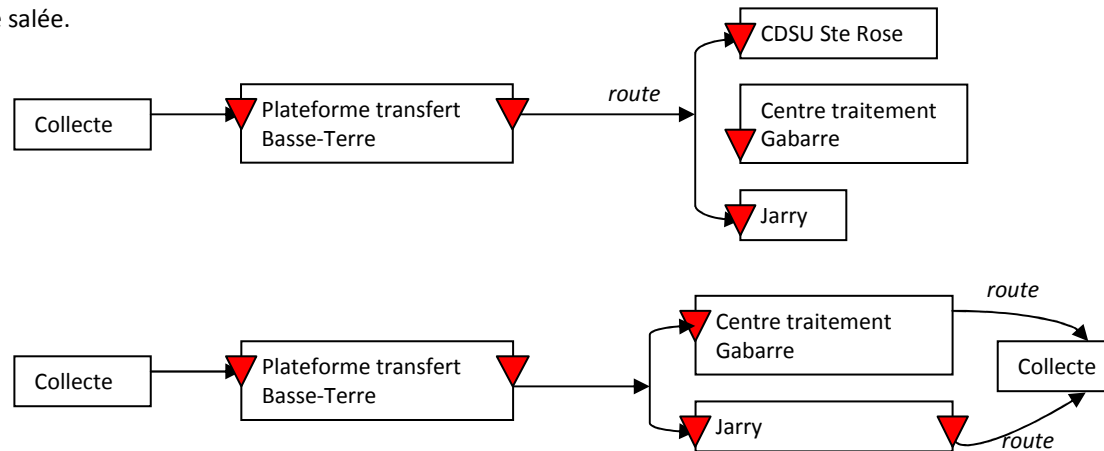 salée.
CDSU Ste Rose
Collecte
Plateforme transfert
Basse-Terre
route
Centre traitement
Gabarre
Jarry
Collecte
Plateforme transfert
Basse-Terre
Centre traitement
Gabarre
route
Collecte
Jarry
route